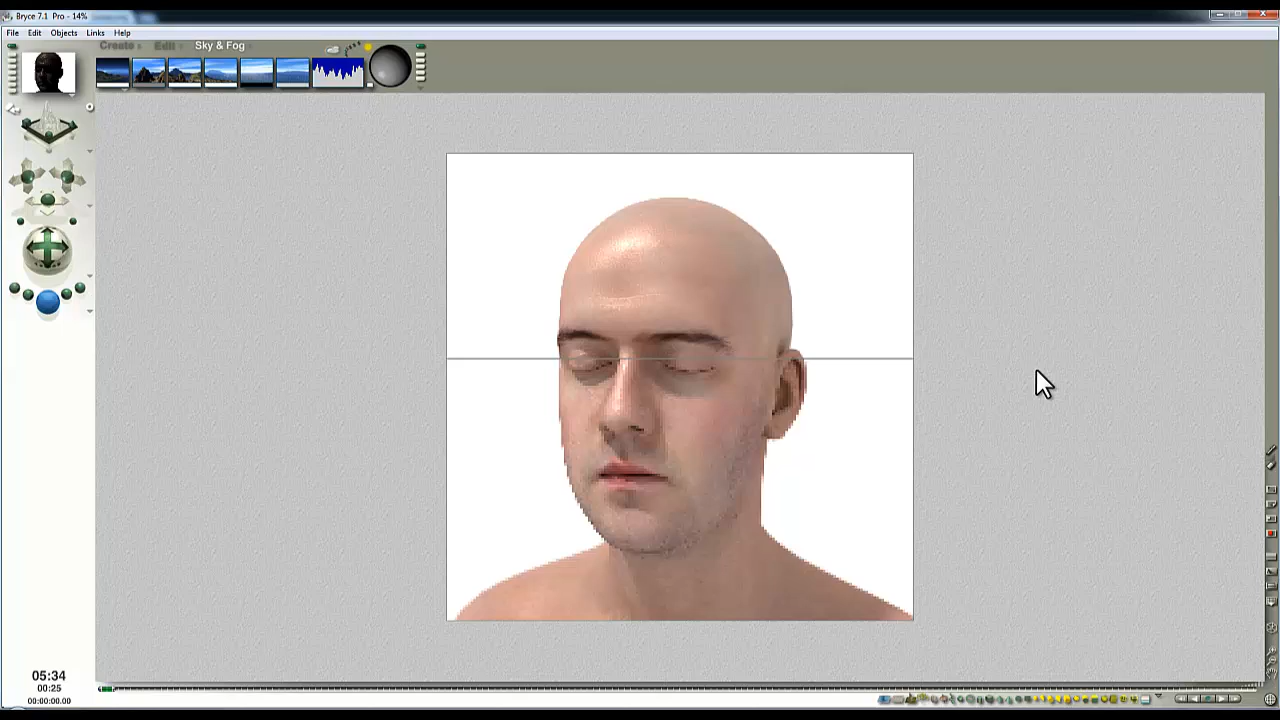 Bryce 7.1 Pro - 14%
File Edit Objects Links Help
Create Edit Sky & Fog
05:34
00:25
00:00:00.00